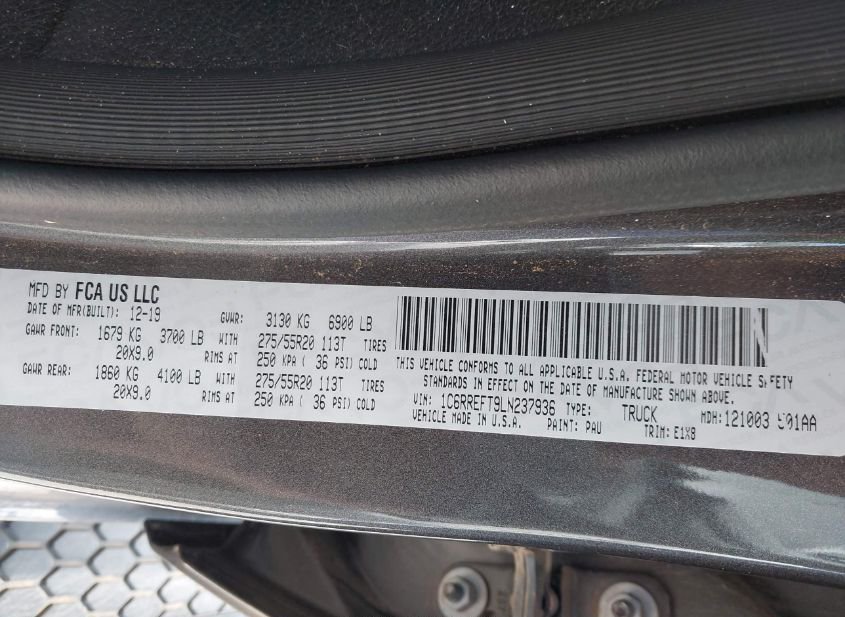 MFD BY FCA US LLC
DATE OF MFR(BUILT): 12-19 GVWR: 3130 KG 6900 LB
GAWR FRONT: 1679 KG 3700 LB WITH 275/55R20 113T TIRES
20X9.0 RIMS AT 250 KPA ( 36 PSI) COLD
GAWR REAR: 1860 KG 4100 LB WITH 275/55R20 113T TIRES
20X9.0 RIMS AT 250 KPA ( 36 PSI) COLD
THIS VEHICLE CONFORMS TO ALL APPLICABLE U.S.A. FEDERAL MOTOR VEHICLE SAFETY
STANDARDS IN EFFECT ON THE DATE OF MANUFACTURE SHOWN ABOVE.
VIN: 1C6RREFT9LN237936 TYPE: TRUCK MDH: 121003
VEHICLE MADE IN U.S.A. PAINT: PAU TRIM: E1X8